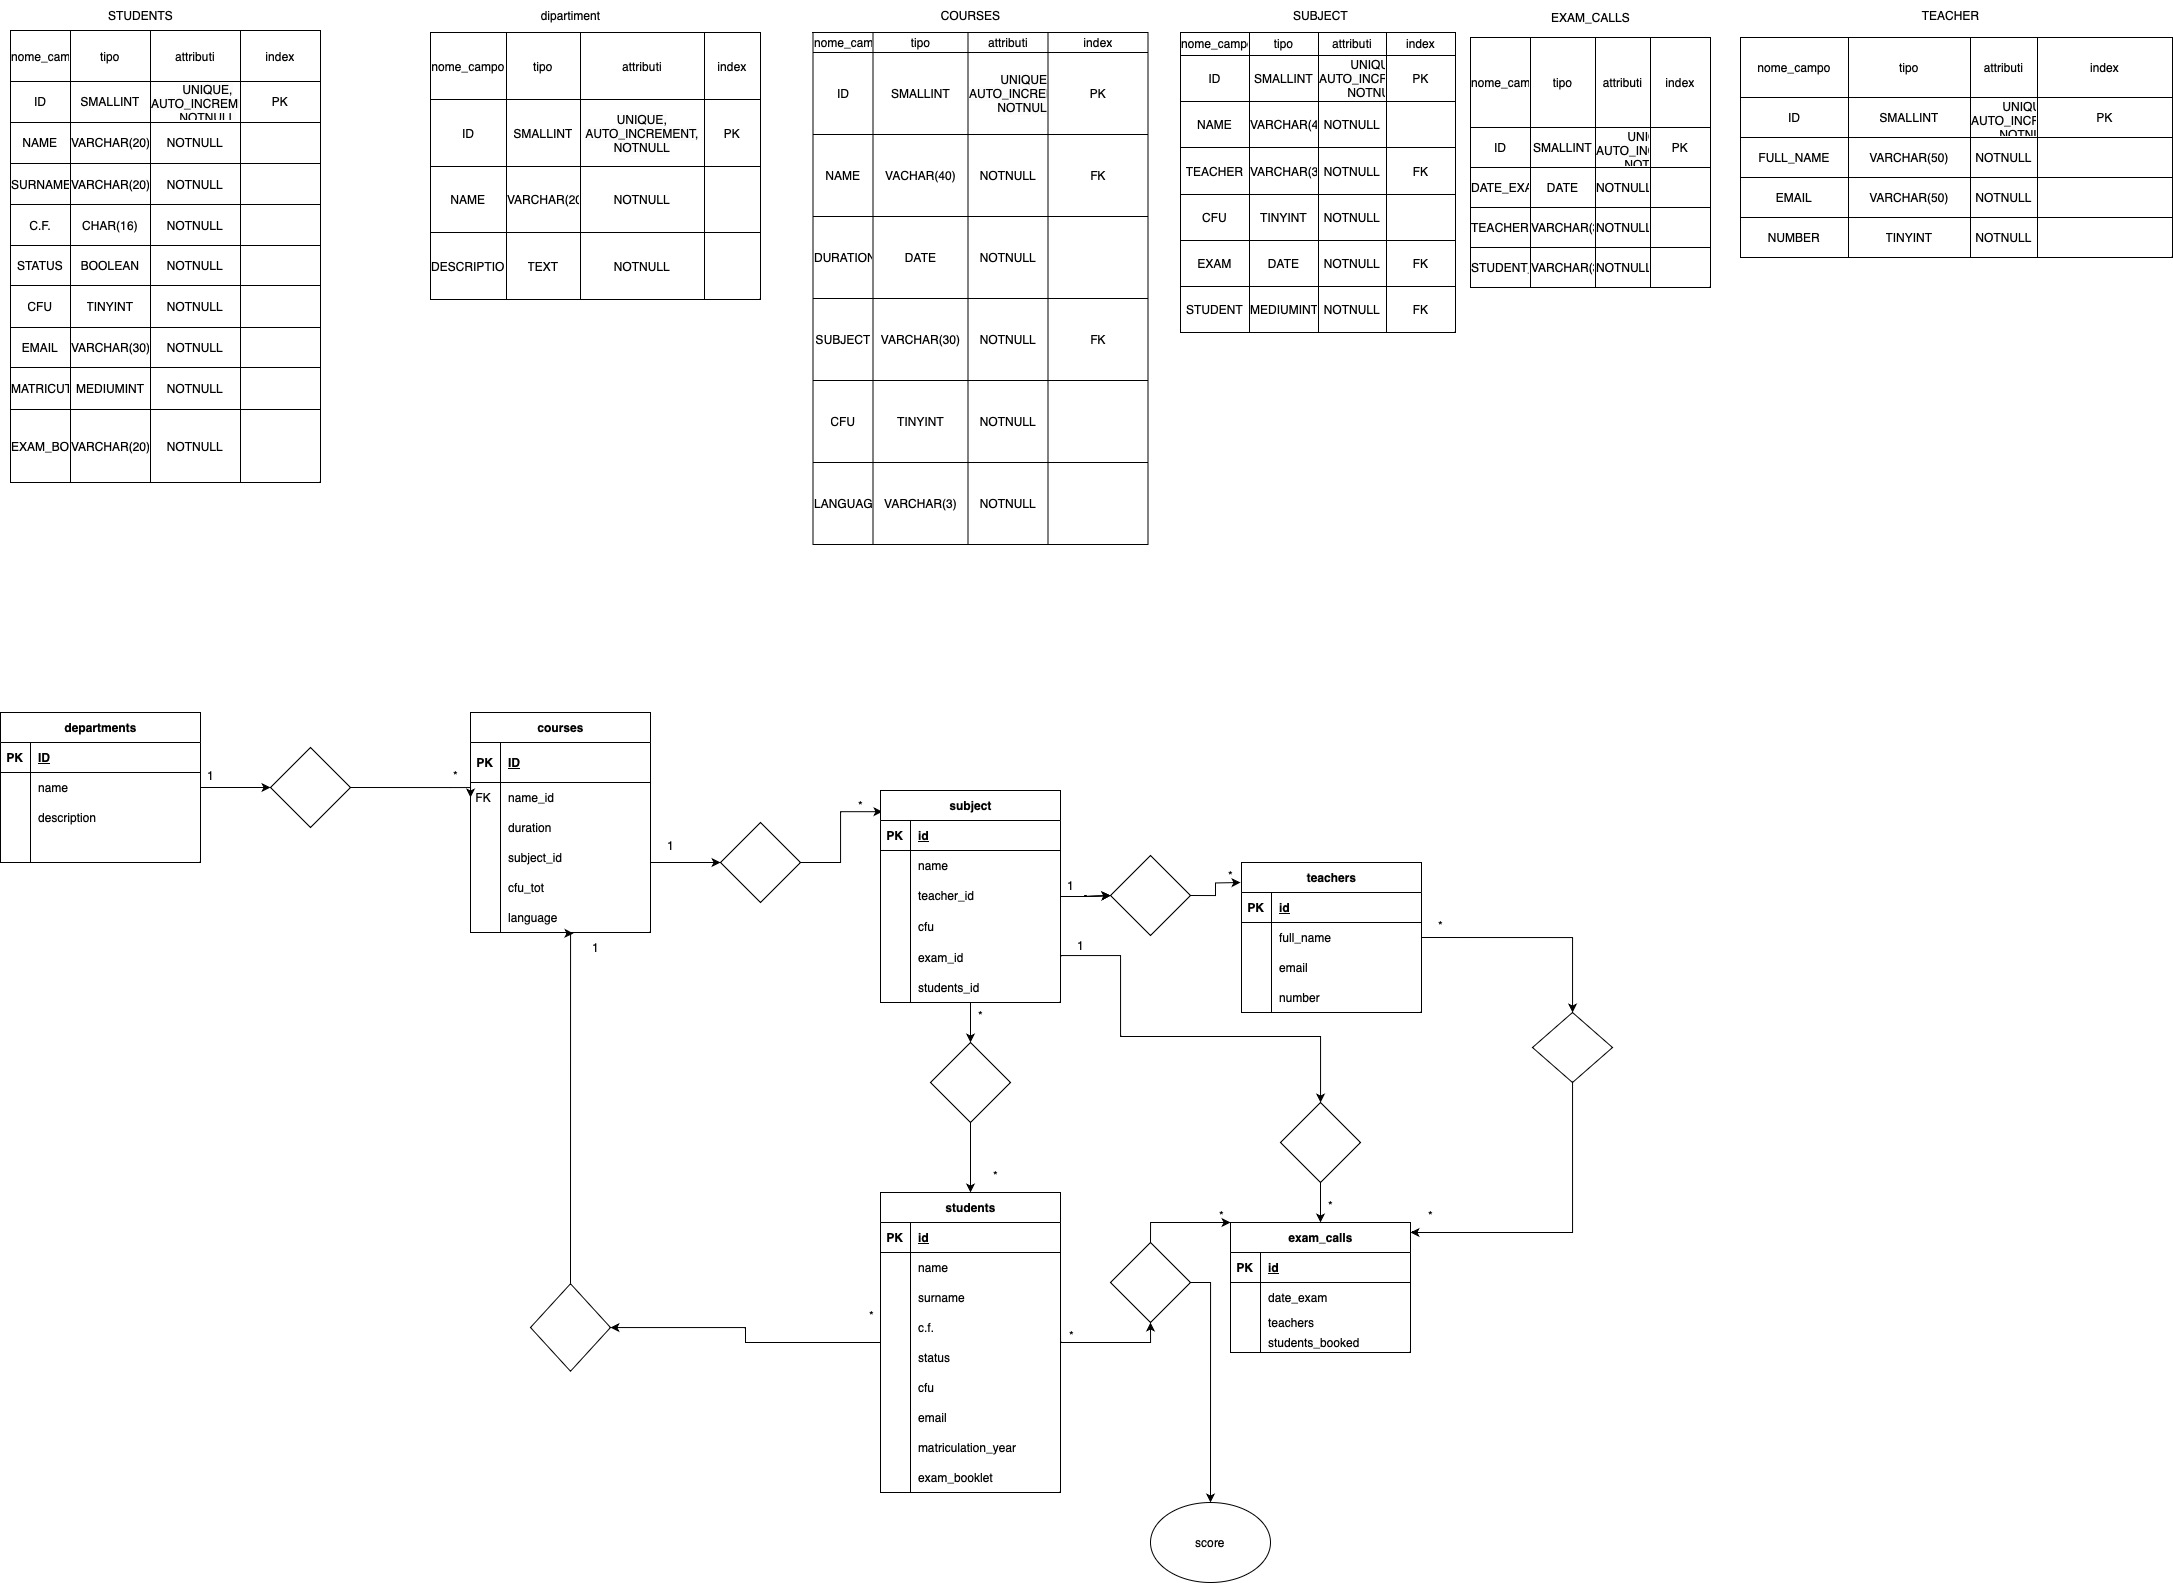 STUDENTS
nome_cam tipo attributi index
ID SMALLINT UNIQUE, AUTO_INCREM NOTNULL PK
NAME VARCHAR(20) NOTNULL
SURNAME VARCHAR(20) NOTNULL
C.F. CHAR(16) NOTNULL
STATUS BOOLEAN NOTNULL
CFU TINYINT NOTNULL
EMAIL VARCHAR(30) NOTNULL
MATRICUT MEDIUMINT NOTNULL
EXAM_BO VARCHAR(20) NOTNULL
dipartiment
nome_campo tipo attributi index
ID SMALLINT UNIQUE, AUTO_INCREMENT, NOTNULL PK
NAME VARCHAR(20 NOTNULL
DESCRIPTIO TEXT NOTNULL
COURSES
nome_cam tipo attributi index
ID SMALLINT UNIQUE AUTO_INCRE NOTNUL PK
NAME VACHAR(40) NOTNULL FK
DURATION DATE NOTNULL
SUBJECT VARCHAR(30) NOTNULL FK
CFU TINYINT NOTNULL
LANGUAG VARCHAR(3) NOTNULL
SUBJECT
nome_campo tipo attributi index
ID SMALLINT UNIQU AUTO_INCR NOTNU PK
NAME VARCHAR(4 NOTNULL
TEACHER VARCHAR(3 NOTNULL FK
CFU TINYINT NOTNULL
EXAM DATE NOTNULL FK
STUDENT MEDIUMINT NOTNULL FK
EXAM_CALLS
nome_cam tipo attributi index
ID SMALLINT UNI AUTO_IN NOT PK
DATE_EXA DATE NOTNULL
TEACHER VARCHAR( NOTNULL
STUDENT_ VARCHAR( NOTNULL
TEACHER
nome_campo tipo attributi index
ID SMALLINT UNIQU AUTO_INCR NOTNU PK
FULL_NAME VARCHAR(50) NOTNULL
EMAIL VARCHAR(50) NOTNULL
NUMBER TINYINT NOTNULL
departments
PK ID
name
description
1
*
courses
PK ID
FK name_id
duration
subject_id
cfu_tot
language
1
1
*
subject
PK id
name
teacher_id
cfu
exam_id
students_id
1
*
1
*
teachers
PK id
full_name
email
number
*
*
students
PK id
name
surname
c.f.
status
cfu
email
matriculation_year
exam_booklet
*
*
*
*
*
exam_calls
PK id
date_exam
teachers
students_booked
score